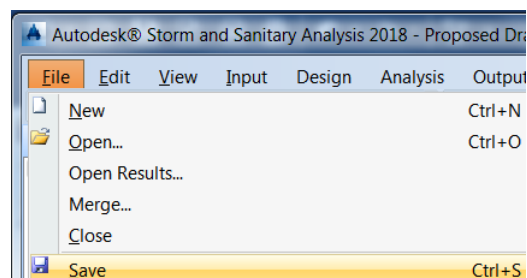 Autodesk® Storm and Sanitary Analysis 2018 - Proposed Dra
File Edit View Input Design Analysis Output
New Ctrl+N
Open... Ctrl+O
Open Results...
Merge...
Close
Save Ctrl+S